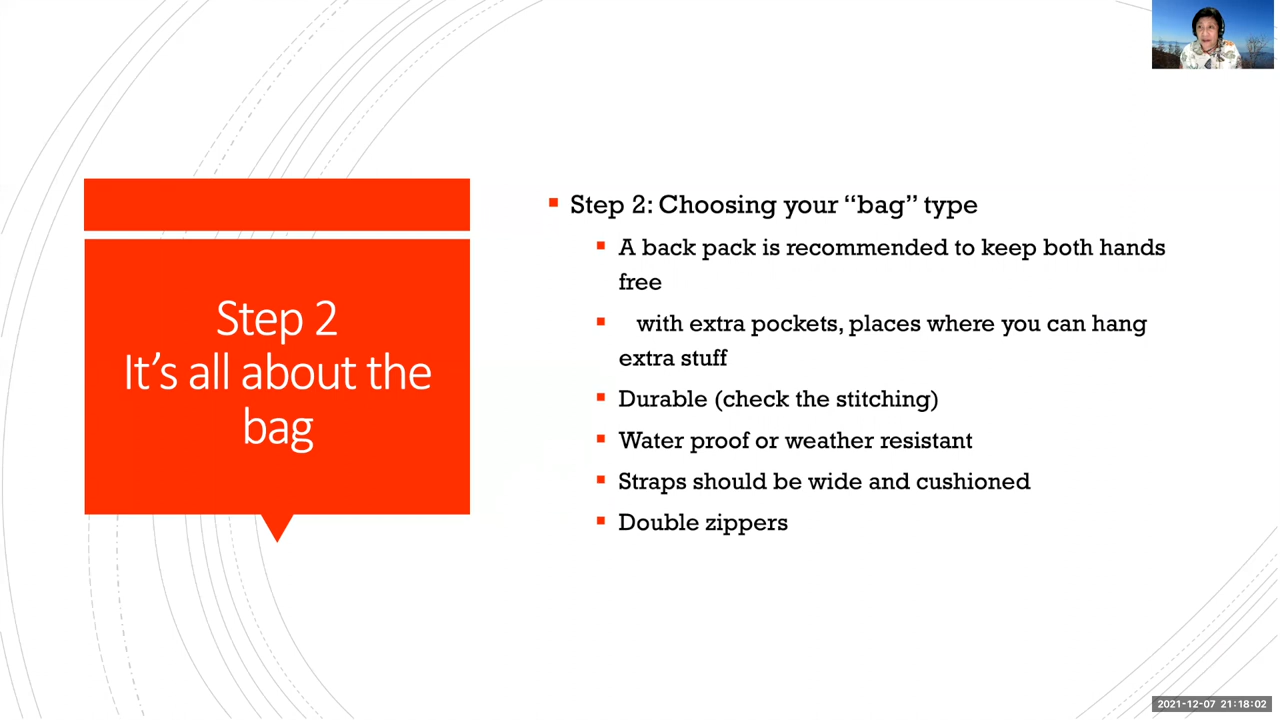 Step 2
It’s all about the
bag
Step 2: Choosing your “bag” type
A back pack is recommended to keep both hands
free
with extra pockets, places where you can hang
extra stuff
Durable (check the stitching)
Water proof or weather resistant
Straps should be wide and cushioned
Double zippers
2021-12-07 21:18:02